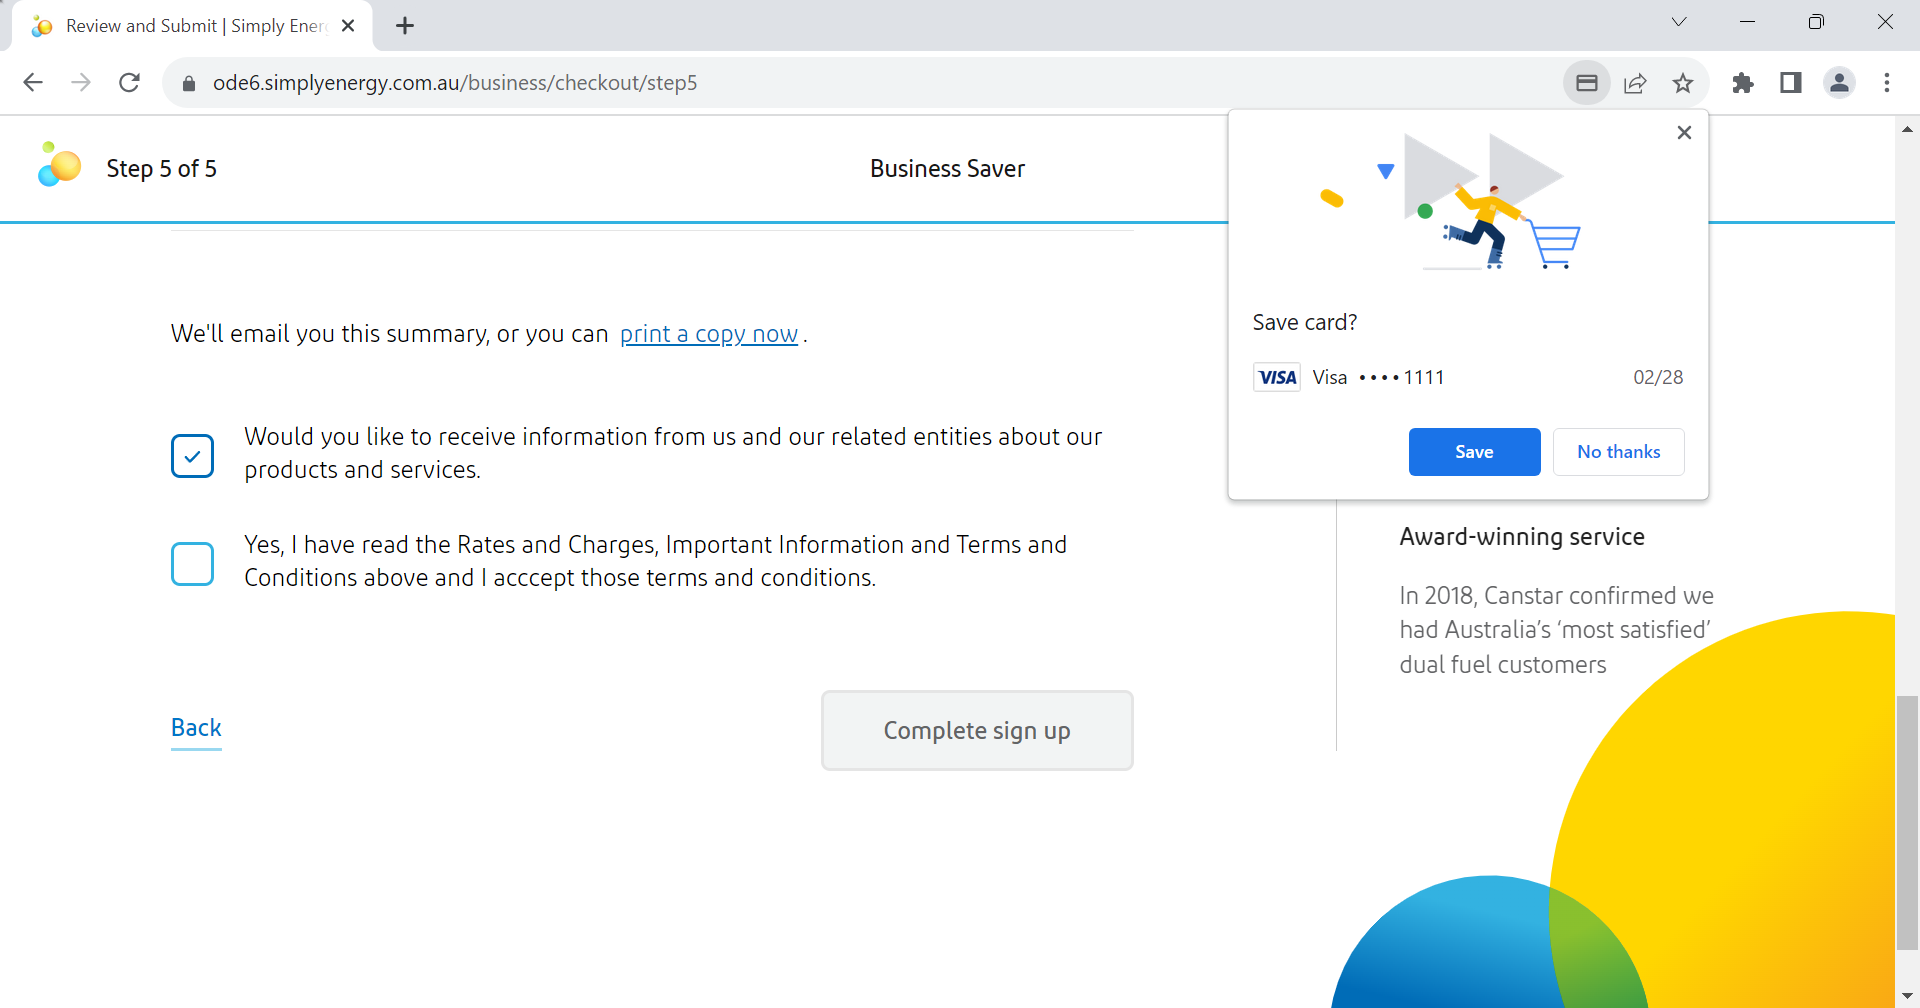 Review and Submit | Simply Ener
ode6.simplyenergy.com.au/business/checkout/step5
Step 5 of 5
Business Saver
We'll email you this summary, or you can print a copy now .
Would you like to receive information from us and our related entities about our
products and services.
Yes, I have read the Rates and Charges, Important Information and Terms and
Conditions above and I acccept those terms and conditions.
Back
Complete sign up
Save card?
VISA Visa •••• 1111 02/28
Save
No thanks
Award-winning service
In 2018, Canstar confirmed we
had Australia’s ‘most satisfied’
dual fuel customers